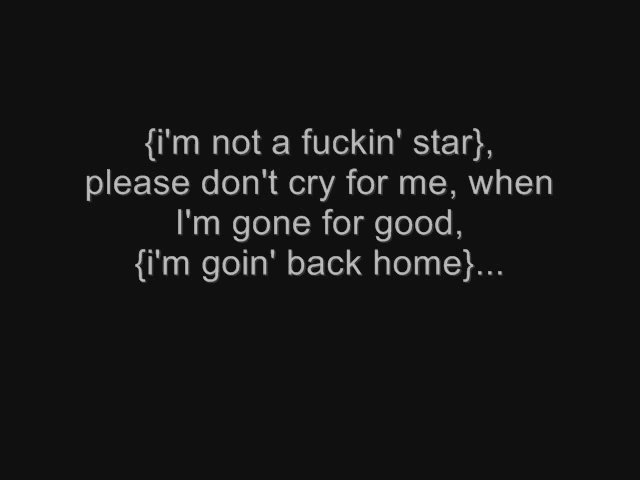 {i'm not a fuckin' star},
please don't cry for me, when
I'm gone for good,
{i'm goin' back home}...